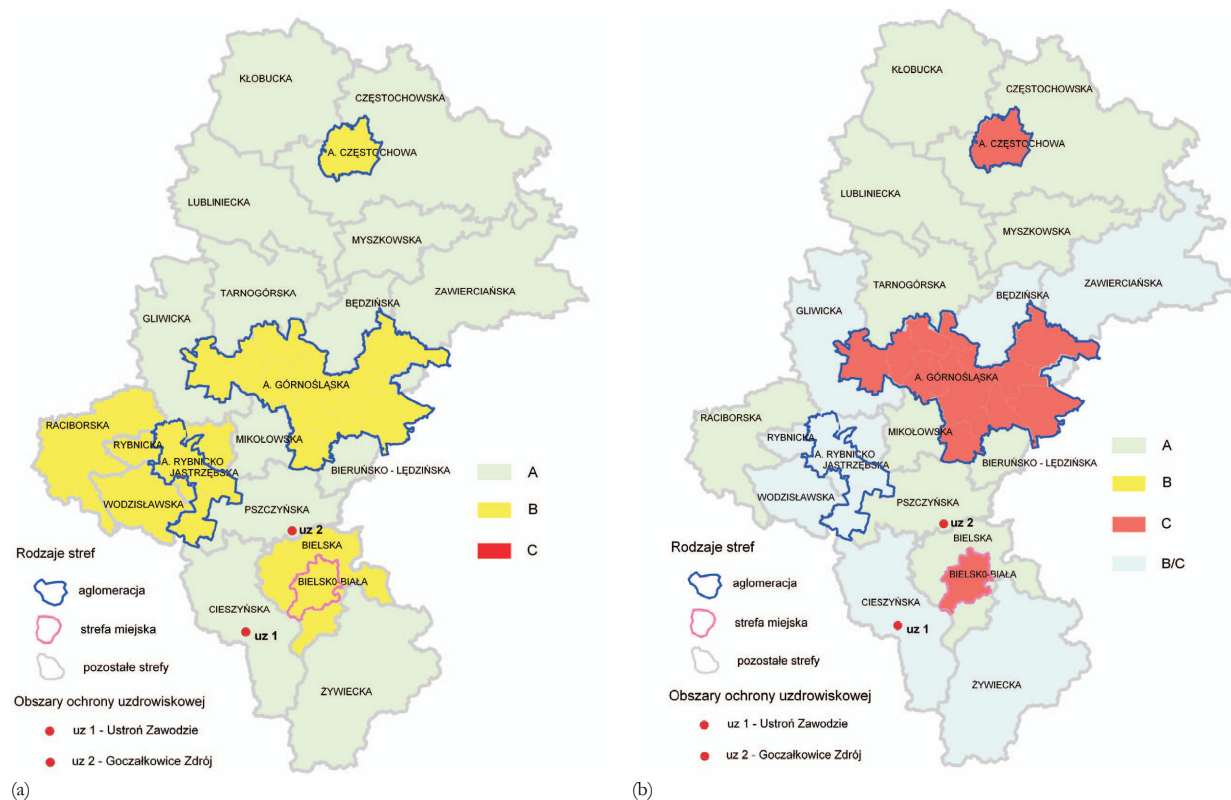 KŁOBUCKA
CZĘSTOCHOWSKA
A. CZĘSTOCHOWA
LUBLINIECKA
MYSZKOWSKA
TARNOGÓRSKA
BĘDZIŃSKA
ZAWIERCIAŃSKA
GLIWICKA
A. GÓRNOŚLĄSKA
RACIBORSKA
RYBNICKA
MIKOŁOWSKA
A. RYBNICKO
JASTRZĘBSKA
BIERUŃSKO - LĘDZIŃSKA
WODZISŁAWSKA
PSZCZYŃSKA
uz 2
BIELSKA
BIELSK0-BIAŁA
CIESZYŃSKA
uz 1
ŻYWIECKA
A
B
C
Rodzaje stref
aglomeracja
strefa miejska
pozostałe strefy
Obszary ochrony uzdrowiskowej
uz 1 - Ustroń Zawodzie
uz 2 - Goczałkowice Zdrój
(a)
KŁOBUCKA
CZĘSTOCHOWSKA
A. CZĘSTOCHOWA
LUBLINIECKA
MYSZKOWSKA
TARNOGÓRSKA
BĘDZIŃSKA
ZAWIERCIAŃSKA
GLIWICKA
A. GÓRNOŚLĄSKA
RACIBORSKA
RYBNICKA
MIKOŁOWSKA
A. RYBNICKO
JASTRZĘBSKA
BIERUŃSKO - LĘDZIŃSKA
WODZISŁAWSKA
PSZCZYŃSKA
uz 2
BIELSKA
BIELSK0-BIAŁA
CIESZYŃSKA
uz 1
ŻYWIECKA
A
B
C
B/C
Rodzaje stref
aglomeracja
strefa miejska
pozostałe strefy
Obszary ochrony uzdrowiskowej
uz 1 - Ustroń Zawodzie
uz 2 - Goczałkowice Zdrój
(b)